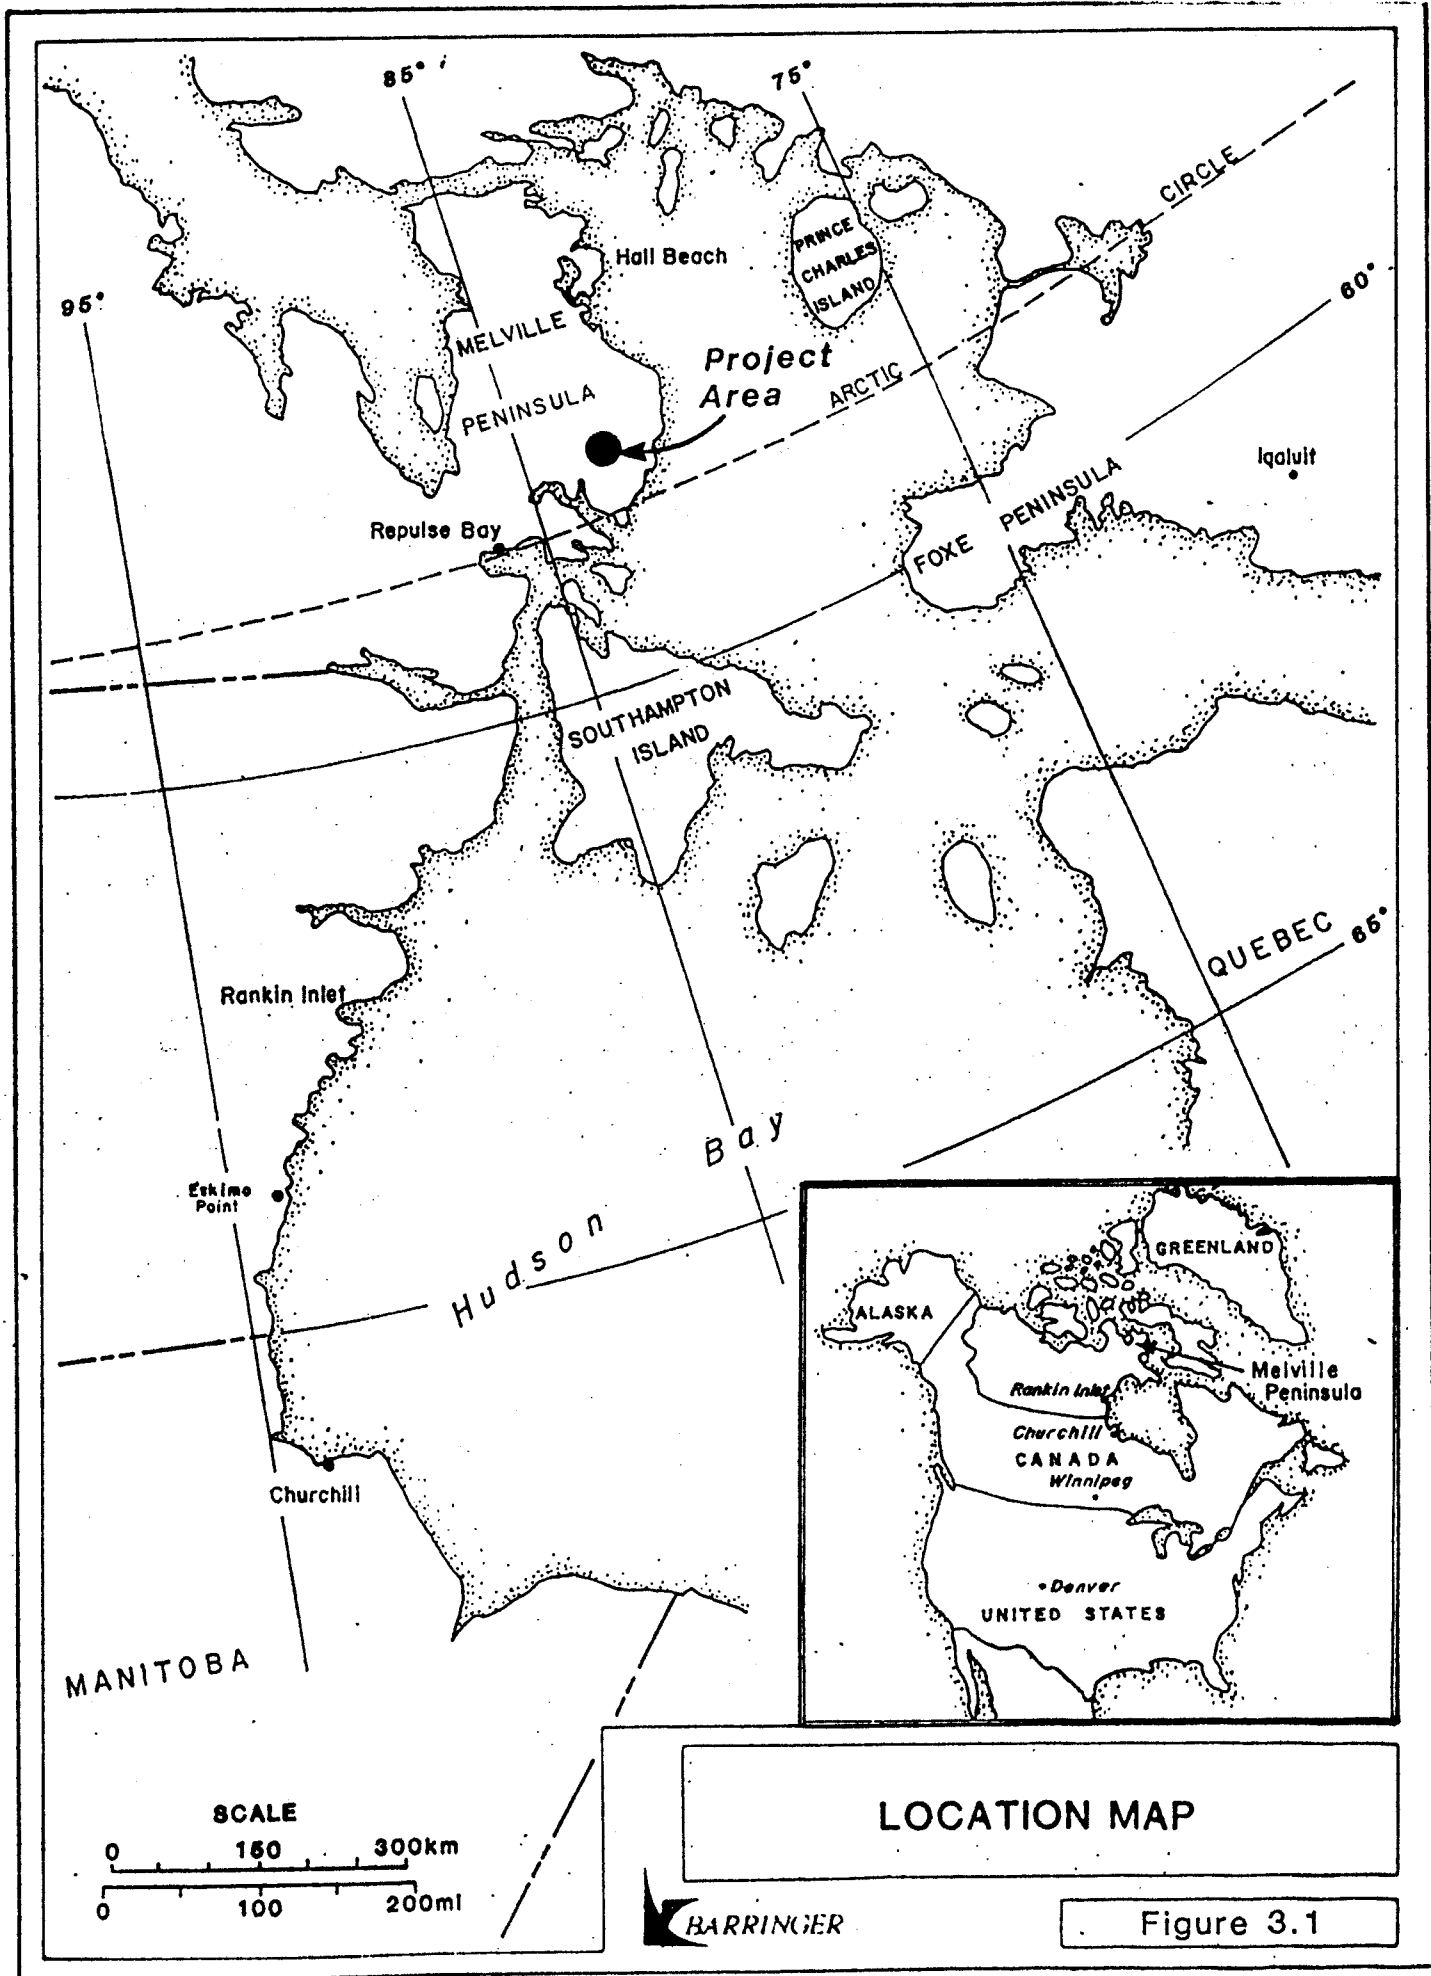 85°
75°
CIRCLE
Hall Beach
PRINCE
CHARLES
ISLAND
95°
60°
MELVILLE
Project
Area
ARCTIC
PENINSULA
Iqaluit
PENINSULA
Repulse Bay
FOXE
SOUTHAMPTON
ISLAND
QUEBEC
65°
Rankin Inlet
Bay
Eskimo
Point
Hudson
GREENLAND
ALASKA
Melville
Peninsula
Rankin Inlet
Churchill
CANADA
Winnipeg
Churchill
Denver
UNITED STATES
MANITOBA
SCALE
0 150 300km
0 100 200mi
LOCATION MAP
BARRINGER
Figure 3.1